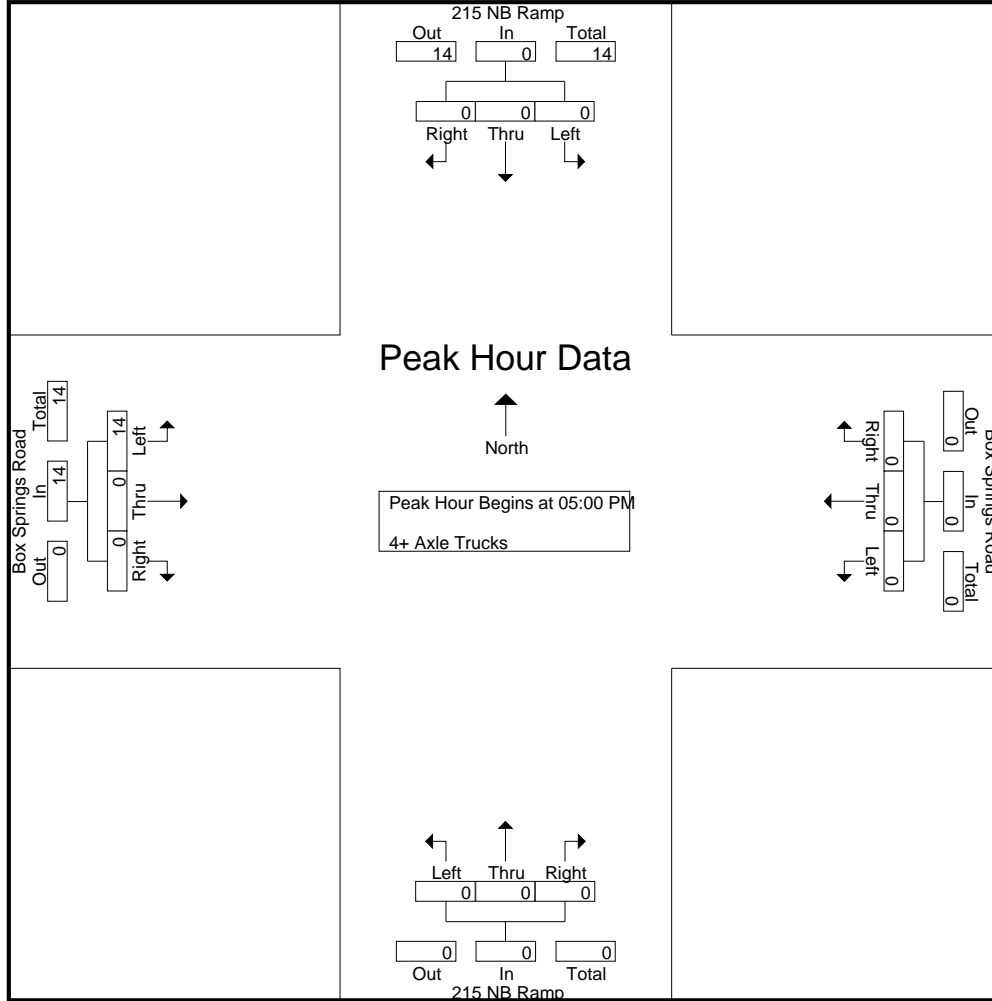 215 NB Ramp
Out In Total
14 0 14
0 0 0
Right Thru Left
Peak Hour Data
North
Peak Hour Begins at 05:00 PM
4+ Axle Trucks
Box Springs Road
Total In Out
14 14 0
14 0 0
Left Thru Right
Box Springs Road
Out In Total
0 0 0
Right Thru Left
0 0 0
Left Thru Right
0 0 0
0 0 0
Out In Total
215 NB Ramp